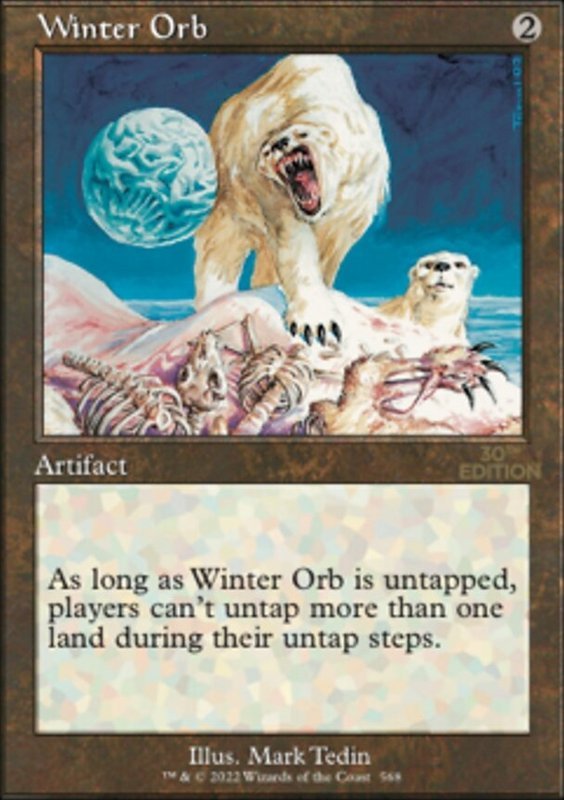 Winter Orb 2
Artifact
30TH EDITION
As long as Winter Orb is untapped,
players can't untap more than one
land during their untap steps.
Illus. Mark Tedin
™ & © 2022 Wizards of the Coast 568